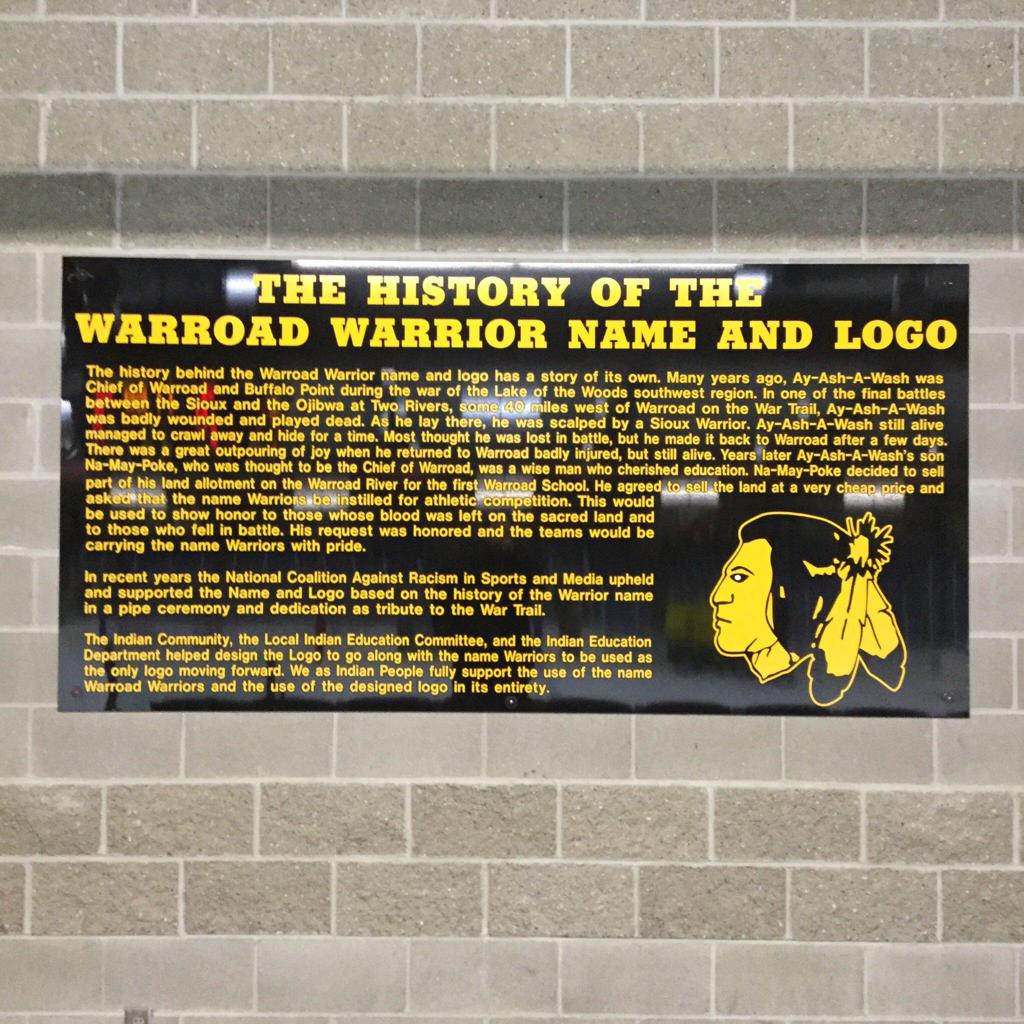 THE HISTORY OF THE
WARROAD WARRIOR NAME AND LOGO
The history behind the Warroad Warrior name and logo has a story of its own. Many years ago, Ay-Ash-A-Wash was
Chief of Warroad and Buffalo Point during the war of the Lake of the Woods southwest region. In one of the final battles
between the Sioux and the Ojibwa at Two Rivers, some 40 miles west of Warroad on the War Trail, Ay-Ash-A-Wash
was badly wounded and played dead. As he lay there, he was scalped by a Sioux Warrior. Ay-Ash-A-Wash still alive
managed to crawl away and hide for a time. Most thought he was lost in battle, but he made it back to Warroad after a few days.
There was a great outpouring of joy when he returned to Warroad badly injured, but still alive. Years later Ay-Ash-A-Wash's son
Na-May-Poke, who was thought to be the Chief of Warroad, was a wise man who cherished education. Na-May-Poke decided to sell
part of his land allotment on the Warroad River for the first Warroad School. He agreed to sell the land at a very cheap price and
asked that the name Warriors be instilled for athletic competition. This would
be used to show honor to those whose blood was left on the sacred land and
to those who fell in battle. His request was honored and the teams would be
carrying the name Warriors with pride.
In recent years the National Coalition Against Racism in Sports and Media upheld
and supported the Name and Logo based on the history of the Warrior name
in a pipe ceremony and dedication as tribute to the War Trail.
The Indian Community, the Local Indian Education Committee, and the Indian Education
Department helped design the Logo to go along with the name Warriors to be used as
the only logo moving forward. We as Indian People fully support the use of the name
Warroad Warriors and the use of the designed logo in its entirety.